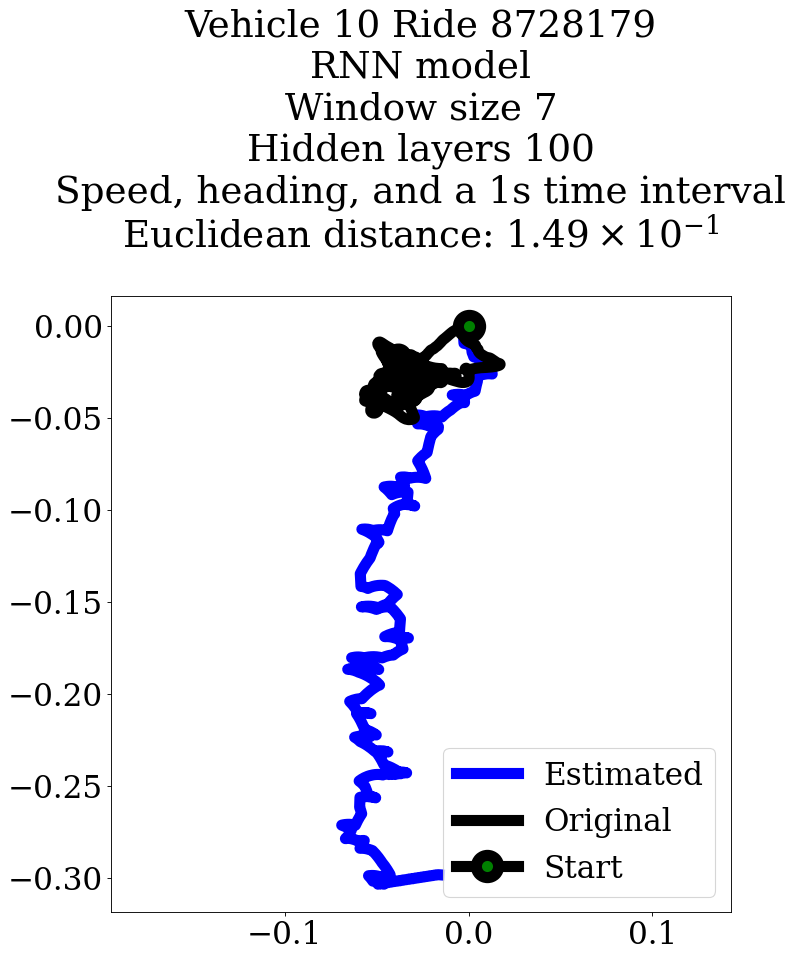 Vehicle 10 Ride 8728179
RNN model
Window size 7
Hidden layers 100
Speed, heading, and a 1s time interval
Euclidean distance: 1.49 × 10⁻¹
0.00
−0.05
−0.10
−0.15
−0.20
−0.25
−0.30
Estimated
Original
Start
−0.1
0.0
0.1